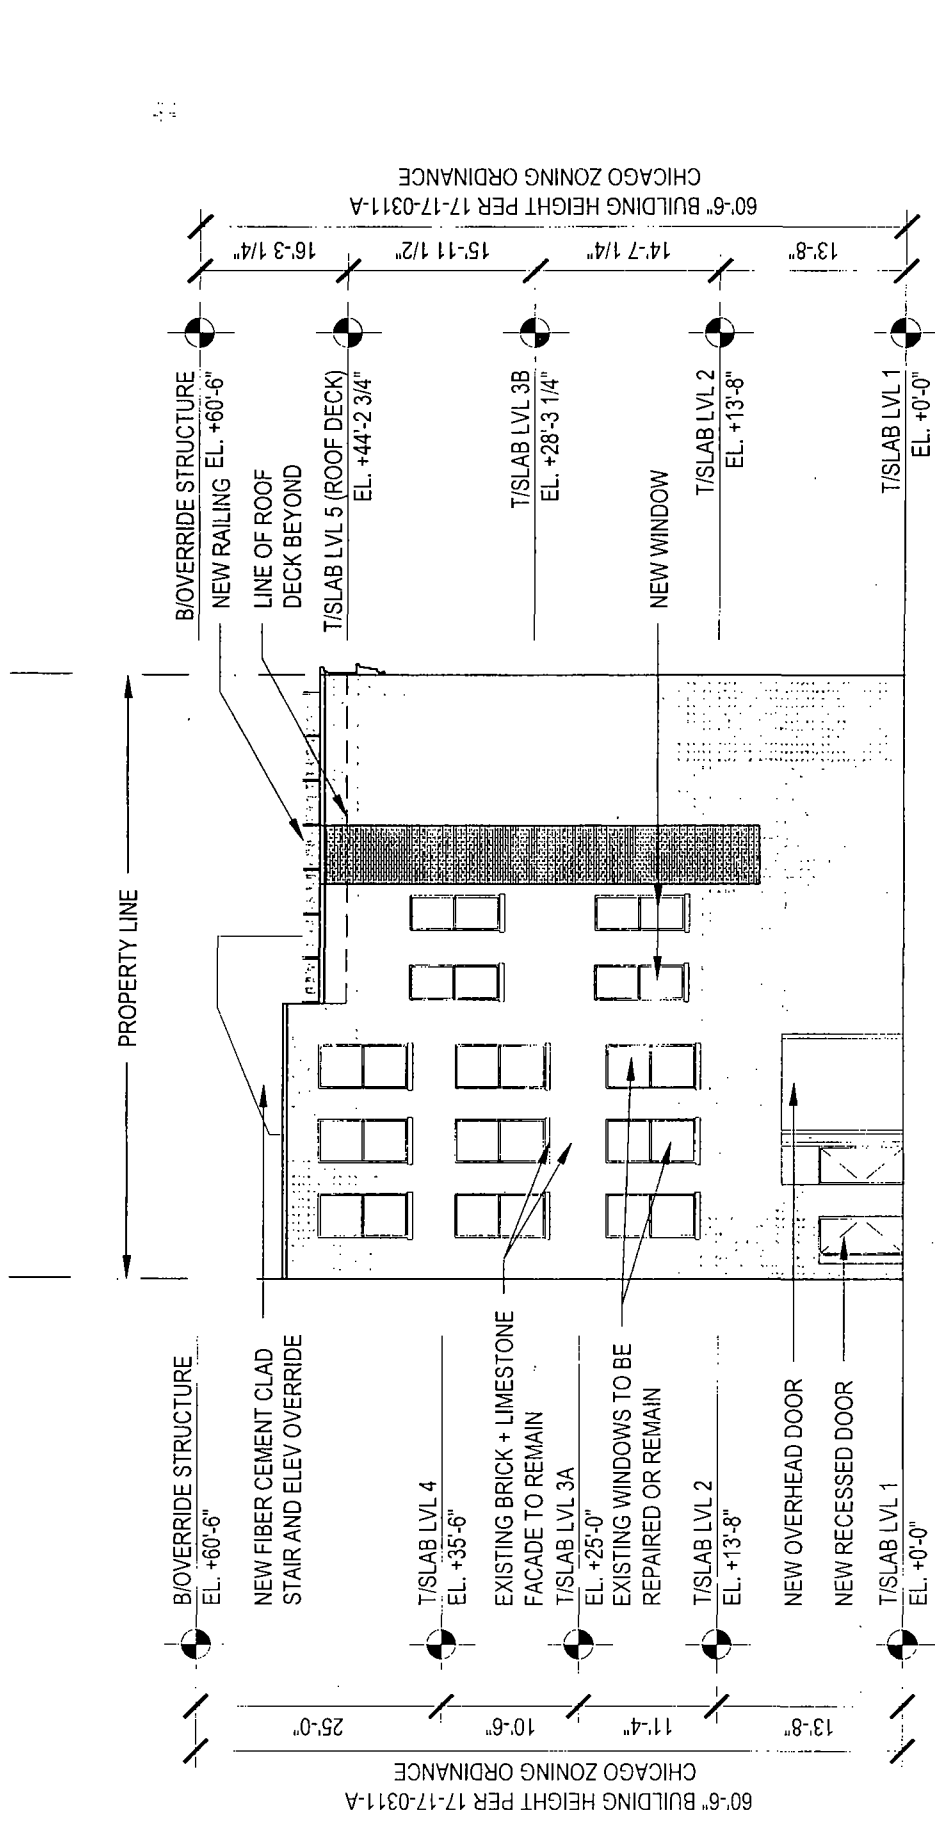 60'-6" BUILDING HEIGHT PER 17-17-0311-A
CHICAGO ZONING ORDINANCE
16'-3 1/4"
15'-11 1/2"
14'-7 1/4"
13'-8"
B/OVERRIDE STRUCTURE
EL. +60'-6"
NEW RAILING
LINE OF ROOF
DECK BEYOND
T/SLAB LVL 5 (ROOF DECK)
EL. +44'-2 3/4"
T/SLAB LVL 3B
EL. +28'-3 1/4"
NEW WINDOW
T/SLAB LVL 2
EL. +13'-8"
T/SLAB LVL 1
EL. +0'-0"
PROPERTY LINE
B/OVERRIDE STRUCTURE
EL. +60'-6"
NEW FIBER CEMENT CLAD
STAIR AND ELEV OVERRIDE
T/SLAB LVL 4
EL. +35'-6"
EXISTING BRICK + LIMESTONE
FACADE TO REMAIN
T/SLAB LVL 3A
EL. +25'-0"
EXISTING WINDOWS TO BE
REPAIRED OR REMAIN
T/SLAB LVL 2
EL. +13'-8"
NEW OVERHEAD DOOR
NEW RECESSED DOOR
T/SLAB LVL 1
EL. +0'-0"
25'-0"
10'-6"
11'-4"
13'-8"
60'-6" BUILDING HEIGHT PER 17-17-0311-A
CHICAGO ZONING ORDINANCE